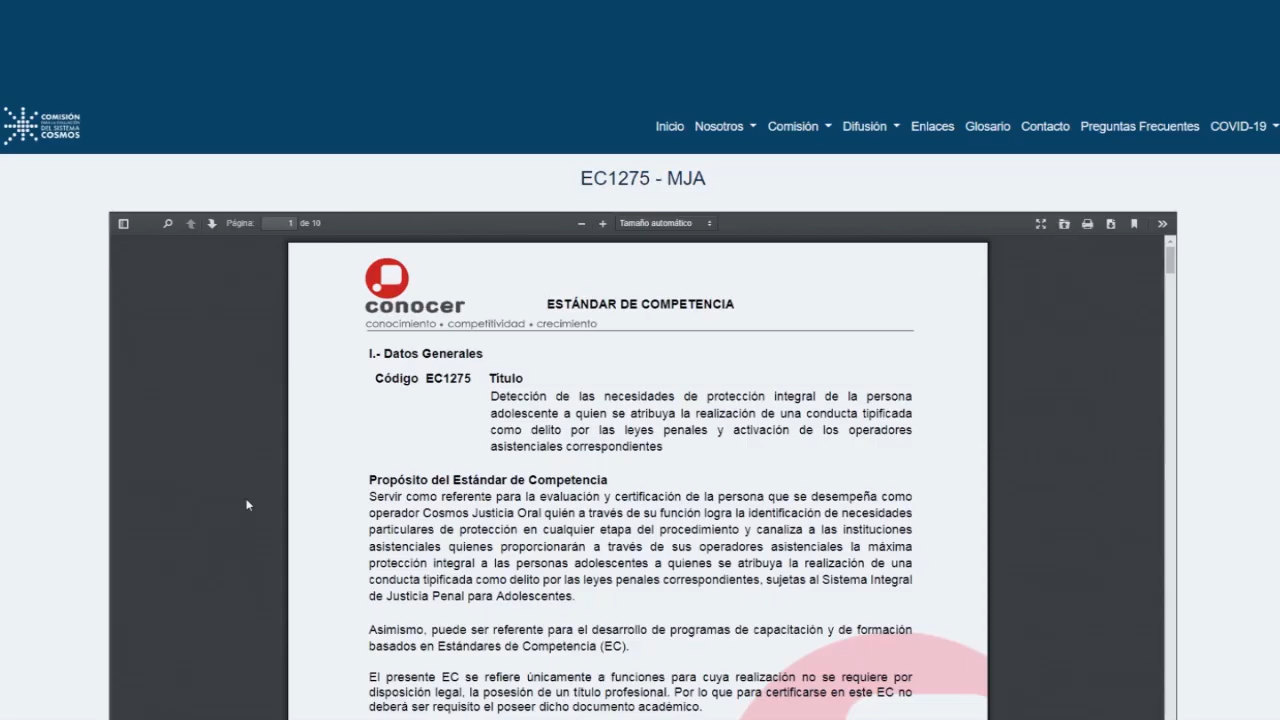 COMISIÓN
PARA LA EVALUACIÓN
DEL SISTEMA
COSMOS
Inicio Nosotros Comisión Difusión Enlaces Glosario Contacto Preguntas Frecuentes COVID-19
EC1275 - MJA
Página: 1 de 10 Tamaño automático
conocer
ESTÁNDAR DE COMPETENCIA
conocimiento • competitividad • crecimiento
I.- Datos Generales
Código EC1275 Título
Detección de las necesidades de protección integral de la persona
adolescente a quien se atribuya la realización de una conducta tipificada
como delito por las leyes penales y activación de los operadores
asistenciales correspondientes
Propósito del Estándar de Competencia
Servir como referente para la evaluación y certificación de la persona que se desempeña como
operador Cosmos Justicia Oral quién a través de su función logra la identificación de necesidades
particulares de protección en cualquier etapa del procedimiento y canaliza a las instituciones
asistenciales quienes proporcionarán a través de sus operadores asistenciales la máxima
protección integral a las personas adolescentes a quienes se atribuya la realización de una
conducta tipificada como delito por las leyes penales correspondientes, sujetas al Sistema Integral
de Justicia Penal para Adolescentes.
Asimismo, puede ser referente para el desarrollo de programas de capacitación y de formación
basados en Estándares de Competencia (EC).
El presente EC se refiere únicamente a funciones para cuya realización no se requiere por
disposición legal, la posesión de un título profesional. Por lo que para certificarse en este EC no
deberá ser requisito el poseer dicho documento académico.